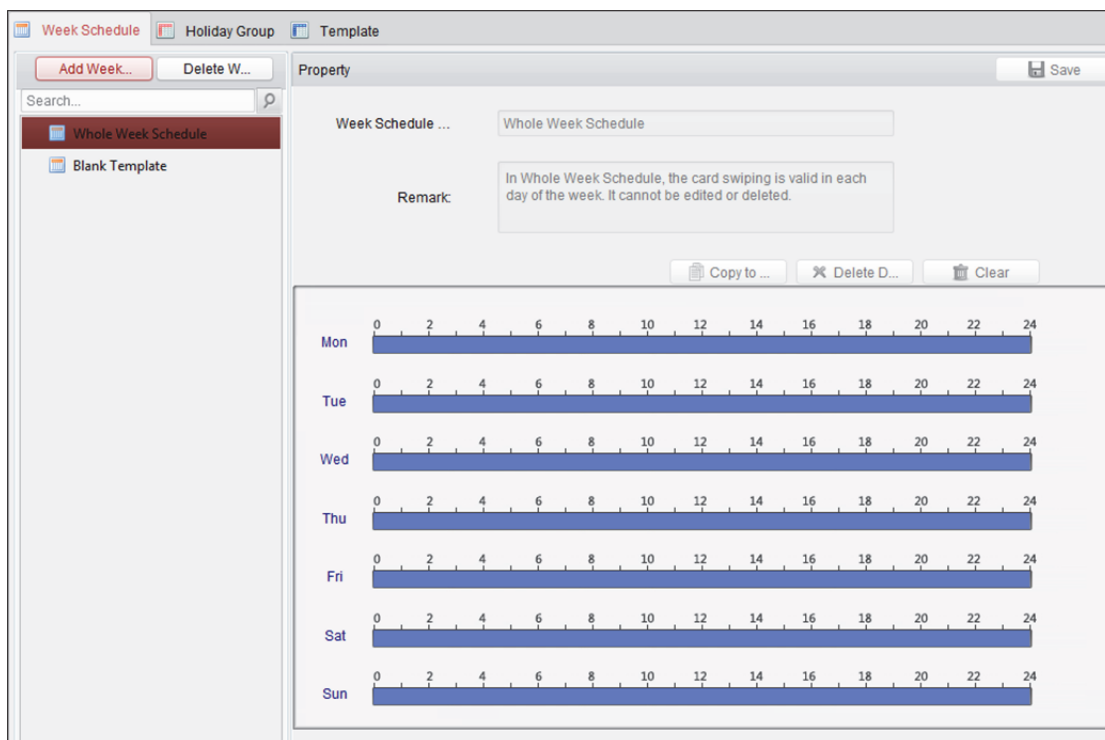 Week Schedule Holiday Group Template
Add Week... Delete W...
Property
Save
Search...
Whole Week Schedule
Blank Template
Week Schedule ... Whole Week Schedule
Remark:
In Whole Week Schedule, the card swiping is valid in each
day of the week. It cannot be edited or deleted.
Copy to ... Delete D... Clear
0 2 4 6 8 10 12 14 16 18 20 22 24
Mon
0 2 4 6 8 10 12 14 16 18 20 22 24
Tue
0 2 4 6 8 10 12 14 16 18 20 22 24
Wed
0 2 4 6 8 10 12 14 16 18 20 22 24
Thu
0 2 4 6 8 10 12 14 16 18 20 22 24
Fri
0 2 4 6 8 10 12 14 16 18 20 22 24
Sat
0 2 4 6 8 10 12 14 16 18 20 22 24
Sun